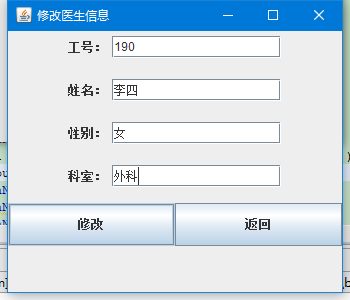 修改医生信息
工号： 190
姓名： 李四
性别： 女
科室： 外科
修改 返回